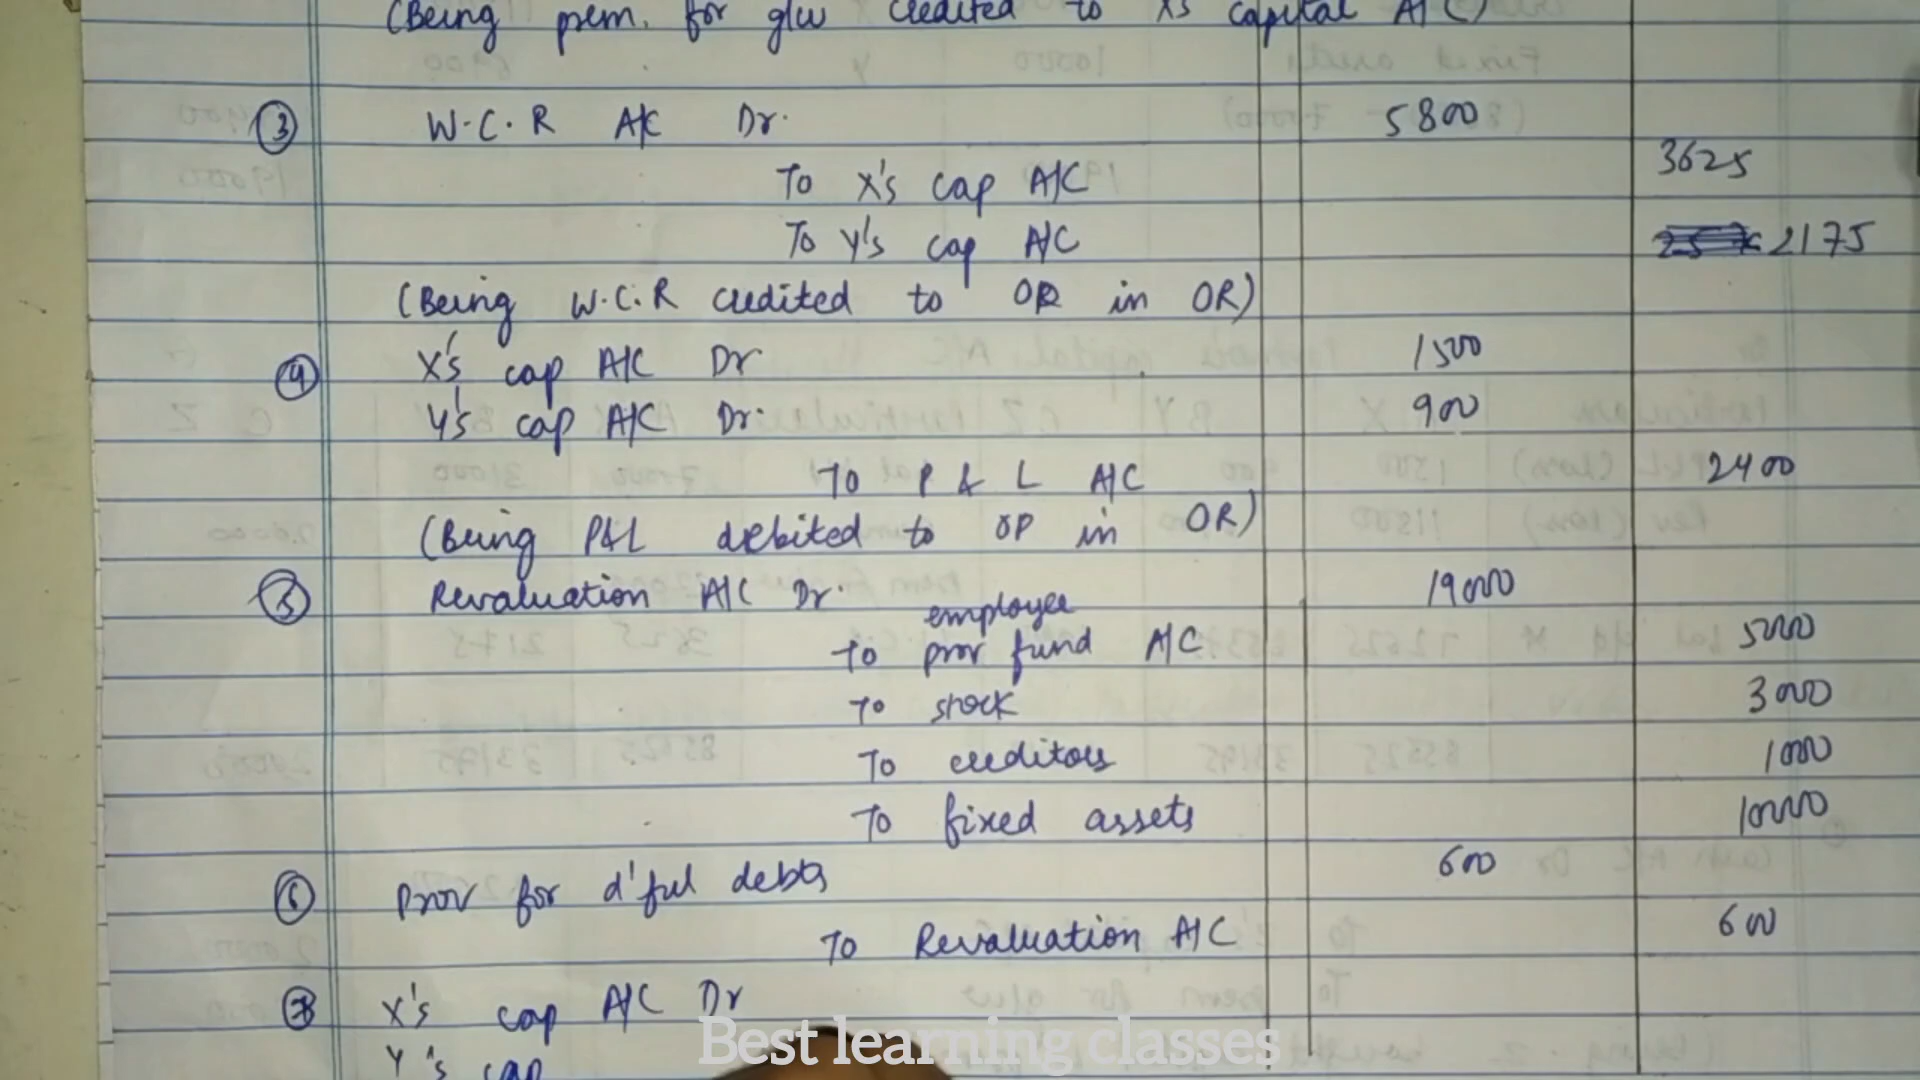 (Being prem. for glw credited to X's capital A/C)
③ W.C.R A/C Dr. 5800
To X's cap A/C 3625
To Y's cap A/C 2175
(Being W.C.R credited to OP in OR)
④ X's cap A/C Dr 1500
Y's cap A/C Dr. 900
To P & L A/C 2400
(Being P&L debited to OP in OR)
⑤ Revaluation A/C Dr. 19000
To employee prov fund A/C 5000
To stock 3000
To creditors 1000
To fixed assets 10000
⑥ Prov for d'ful debts 600
To Revaluation A/C 600
⑦ X's cap A/C Dr
Y's cap
Best learning classes